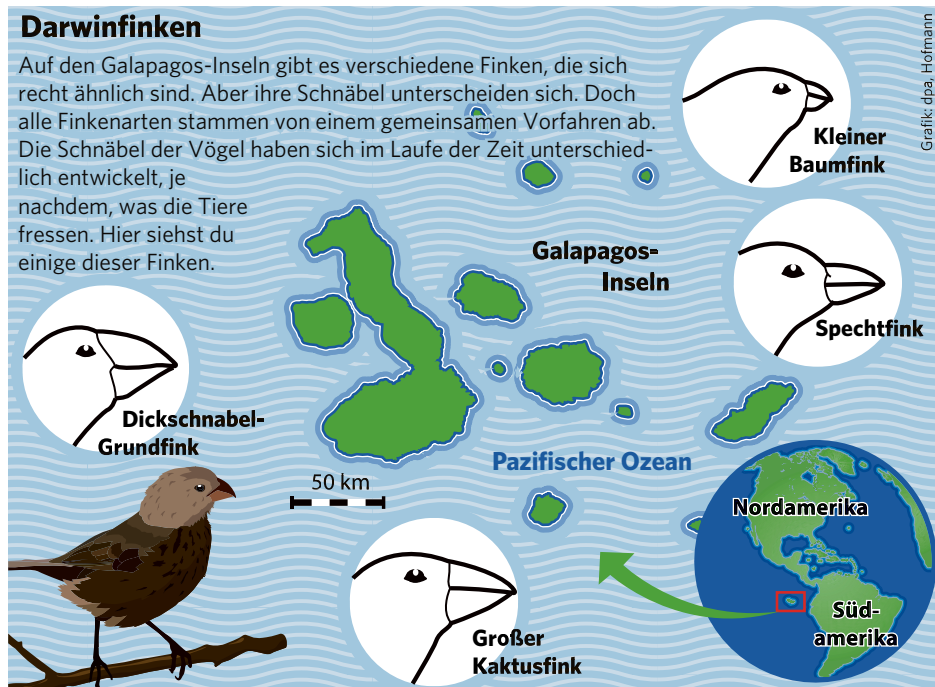 Darwinfinken
Auf den Galapagos-Inseln gibt es verschiedene Finken, die sich
recht ähnlich sind. Aber ihre Schnäbel unterscheiden sich. Doch
alle Finkenarten stammen von einem gemeinsamen Vorfahren ab.
Die Schnäbel der Vögel haben sich im Laufe der Zeit unterschied-
lich entwickelt, je
nachdem, was die Tiere
fressen. Hier siehst du
einige dieser Finken.
Grafik: dpa, Hofmann
Kleiner
Baumfink
Galapagos-
Inseln
Spechtfink
Dickschnabel-
Grundfink
Pazifischer Ozean
50 km
Nordamerika
Süd-
amerika
Großer
Kaktusfink